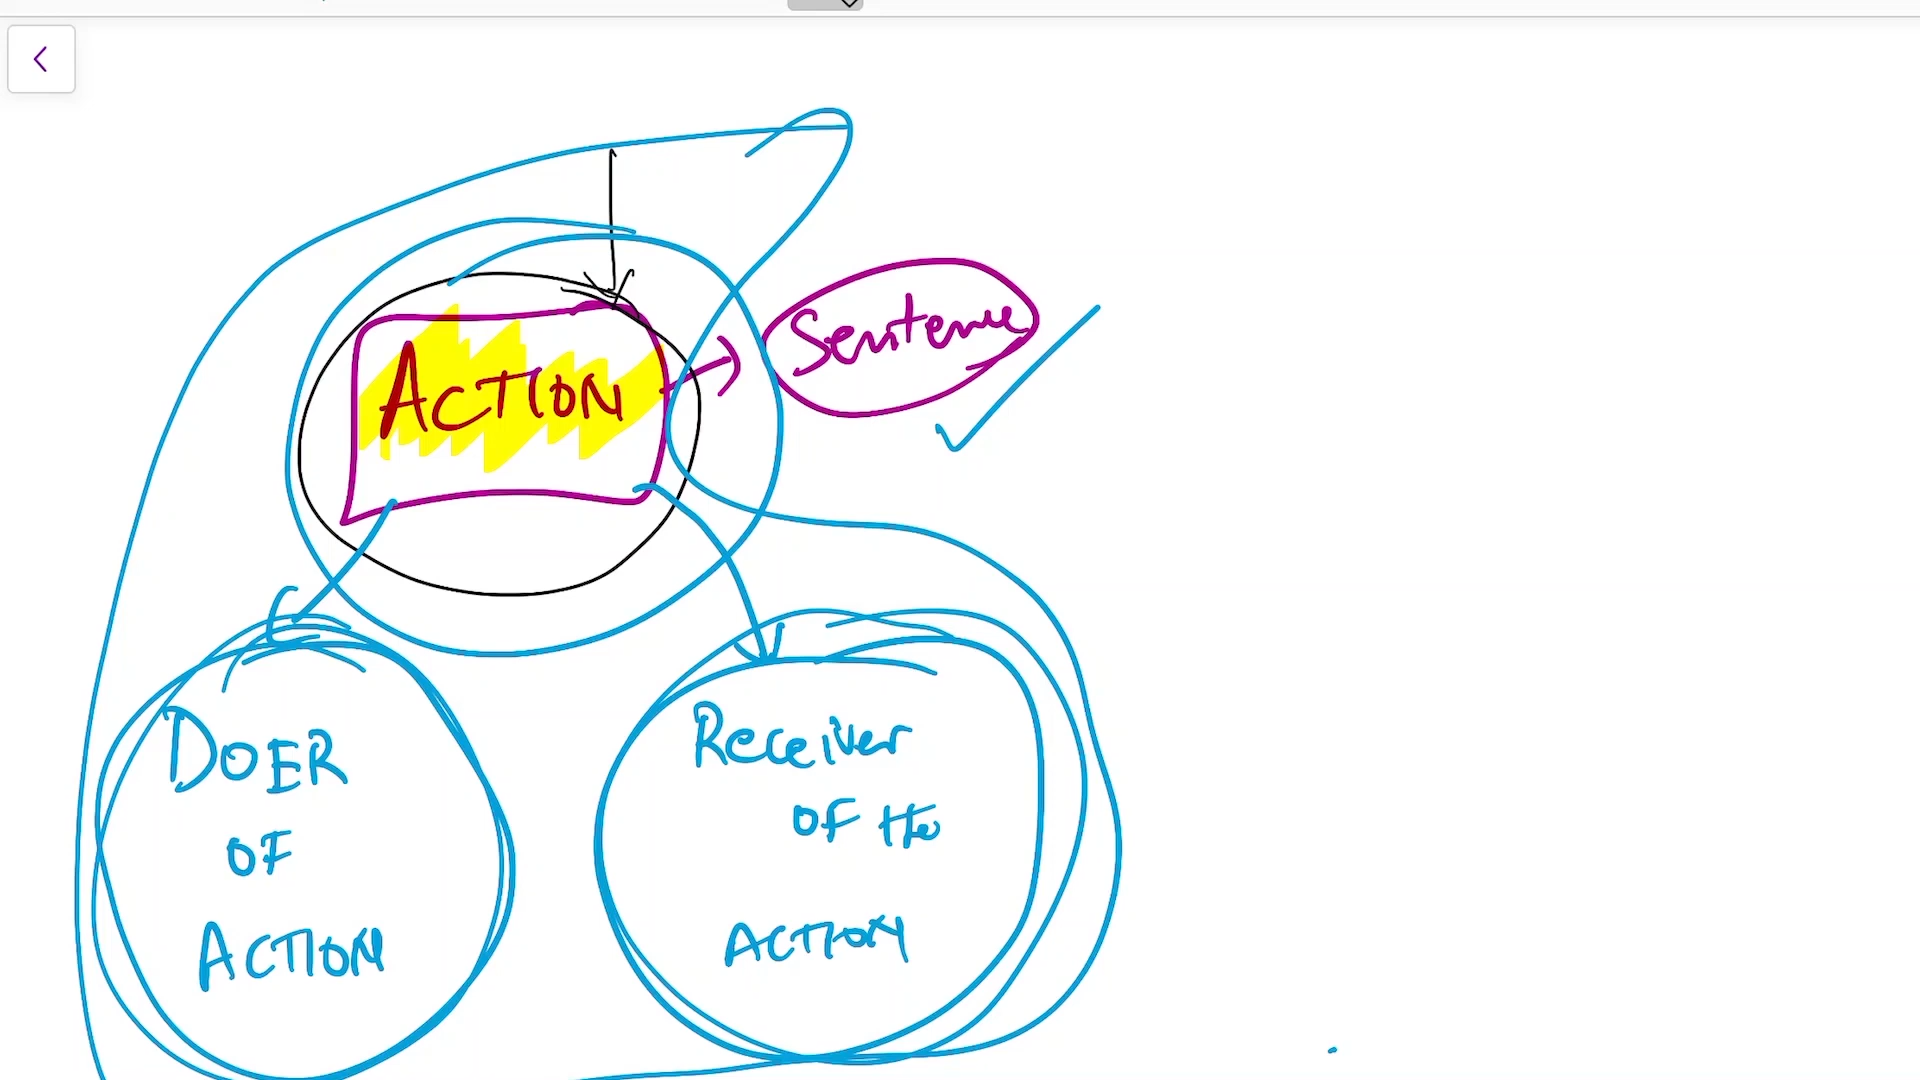 ACTION
Sentence
DOER
OF
ACTION
Receiver
OF the
ACTION